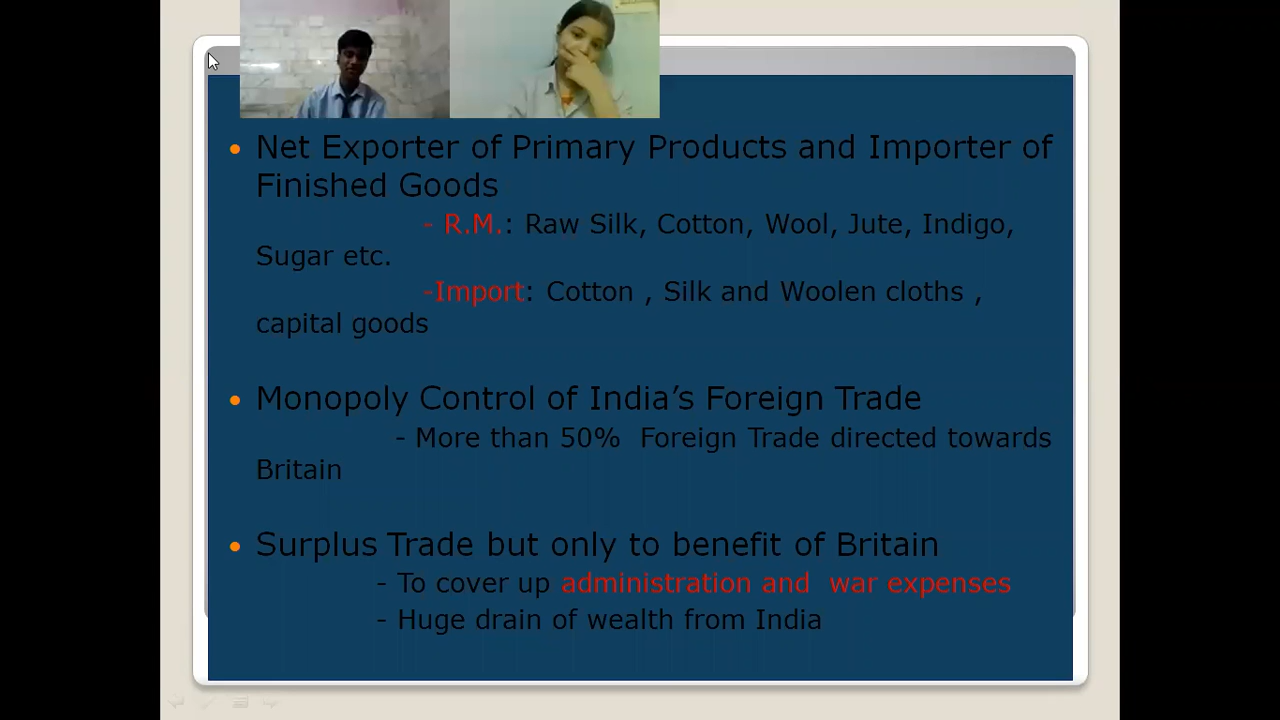 • Net Exporter of Primary Products and Importer of
Finished Goods
- R.M.: Raw Silk, Cotton, Wool, Jute, Indigo,
Sugar etc.
-Import: Cotton , Silk and Woolen cloths ,
capital goods
• Monopoly Control of India’s Foreign Trade
- More than 50%  Foreign Trade directed towards
Britain
• Surplus Trade but only to benefit of Britain
- To cover up administration and  war expenses
- Huge drain of wealth from India